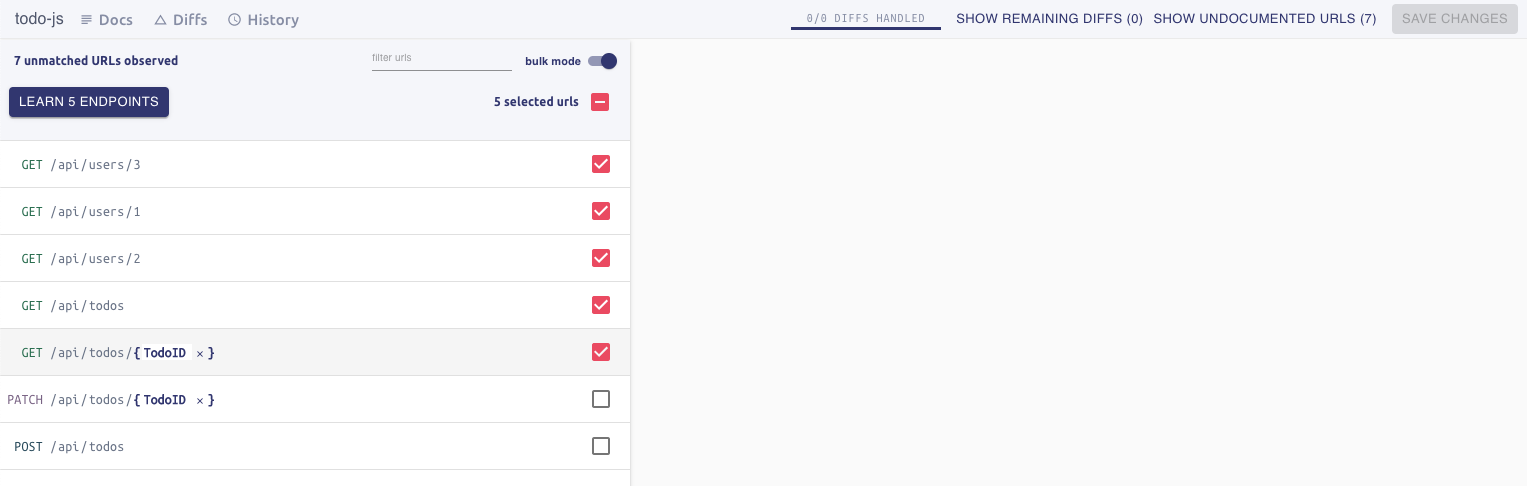 todo-js Docs Diffs History 0/0 DIFFS HANDLED SHOW REMAINING DIFFS (0) SHOW UNDOCUMENTED URLS (7) SAVE CHANGES
7 unmatched URLs observed filter urls bulk mode
LEARN 5 ENDPOINTS 5 selected urls
GET /api/users/3
GET /api/users/1
GET /api/users/2
GET /api/todos
GET /api/todos/{TodoID × }
PATCH /api/todos/{TodoID × }
POST /api/todos